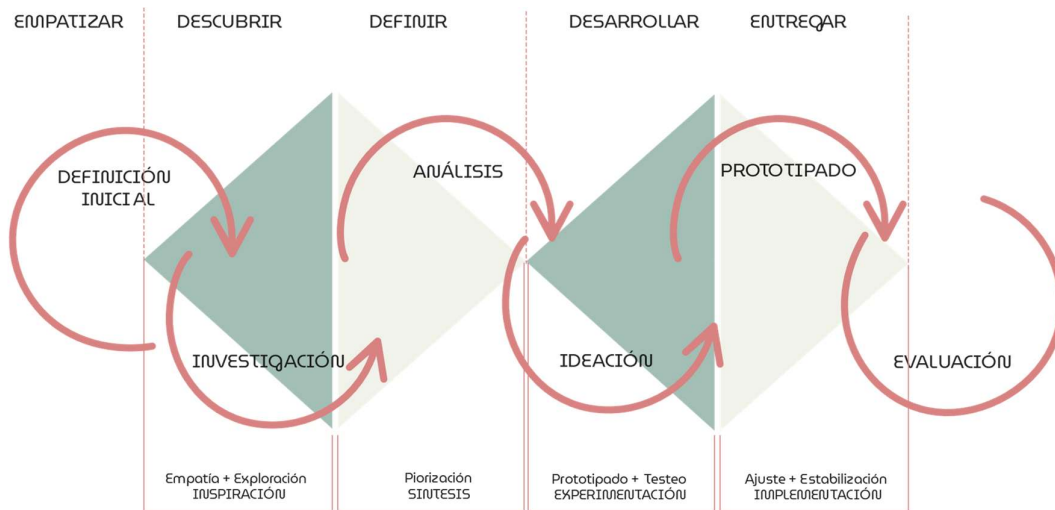 EMPATIZAR
DESCUBRIR
DEFINIR
DESARROLLAR
ENTREGAR
DEFINICIÓN
INICIAL
ANÁLISIS
PROTOTIPADO
INVESTIGACIÓN
IDEACIÓN
EVALUACIÓN
Empatía + Exploración
INSPIRACIÓN
Piorización
SINTESIS
Prototipado + Testeo
EXPERIMENTACIÓN
Ajuste + Estabilización
IMPLEMENTACIÓN